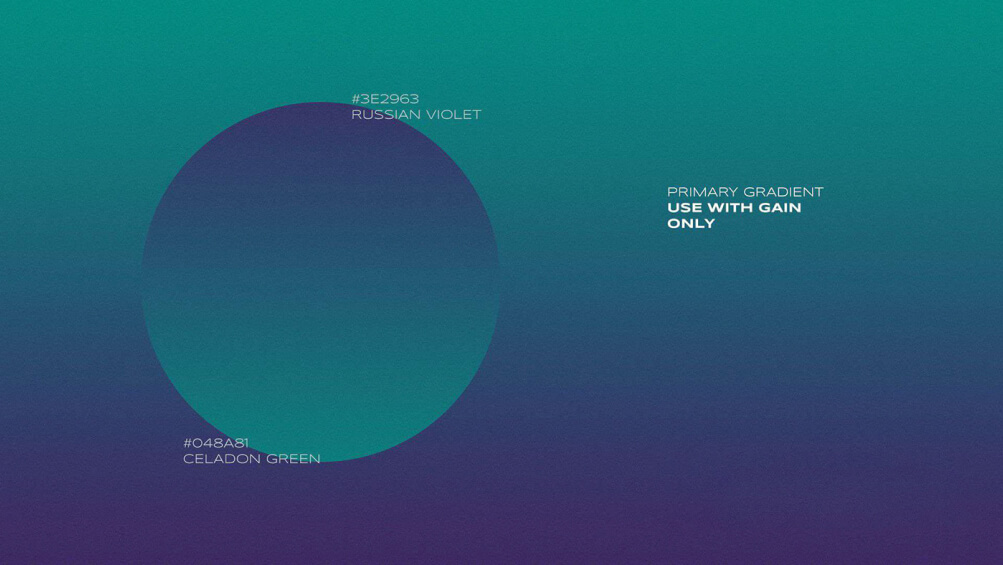 #3E2963
RUSSIAN VIOLET
PRIMARY GRADIENT
USE WITH GAIN
ONLY
#048A81
CELADON GREEN